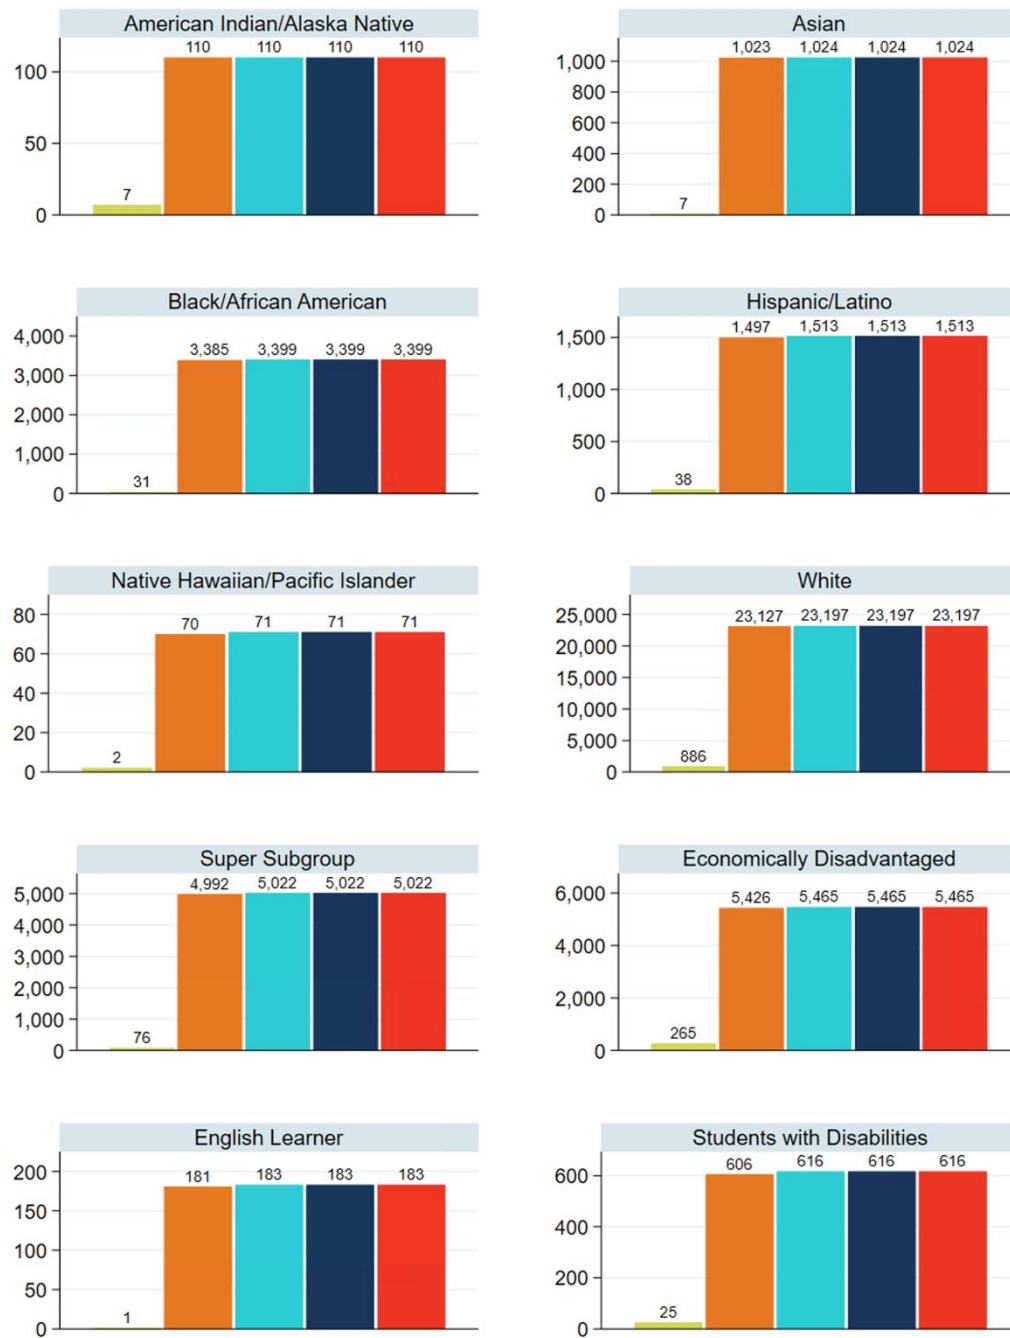 American Indian/Alaska Native
110 110 110 110
100
50
7
0
Asian
1,023 1,024 1,024 1,024
1,000
800
600
400
200
7
0
Black/African American
4,000
3,385 3,399 3,399 3,399
3,000
2,000
1,000
31
0
Hispanic/Latino
1,497 1,513 1,513 1,513
1,500
1,000
500
38
0
Native Hawaiian/Pacific Islander
80
70 71 71 71
60
40
20
2
0
White
25,000
23,127 23,197 23,197 23,197
20,000
15,000
10,000
5,000
886
0
Super Subgroup
4,992 5,022 5,022 5,022
5,000
4,000
3,000
2,000
1,000
76
0
Economically Disadvantaged
6,000
5,426 5,465 5,465 5,465
4,000
2,000
265
0
English Learner
200
181 183 183 183
150
100
50
1
0
Students with Disabilities
606 616 616 616
600
400
200
25
0